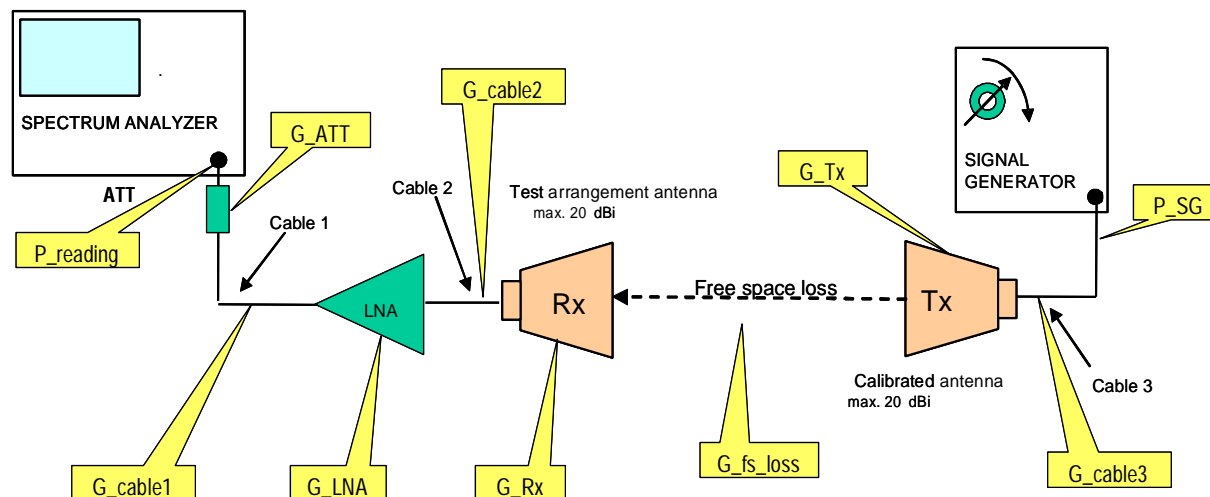 SPECTRUM ANALYZER
G_ATT
ATT
P_reading
Cable 1
G_cable2
Cable 2
Test arrangement antenna
max. 20 dBi
LNA
Rx
Free space loss
G_Tx
Tx
SIGNAL
GENERATOR
P_SG
Calibrated antenna
max. 20 dBi
Cable 3
G_cable1
G_LNA
G_Rx
G_fs_loss
G_cable3